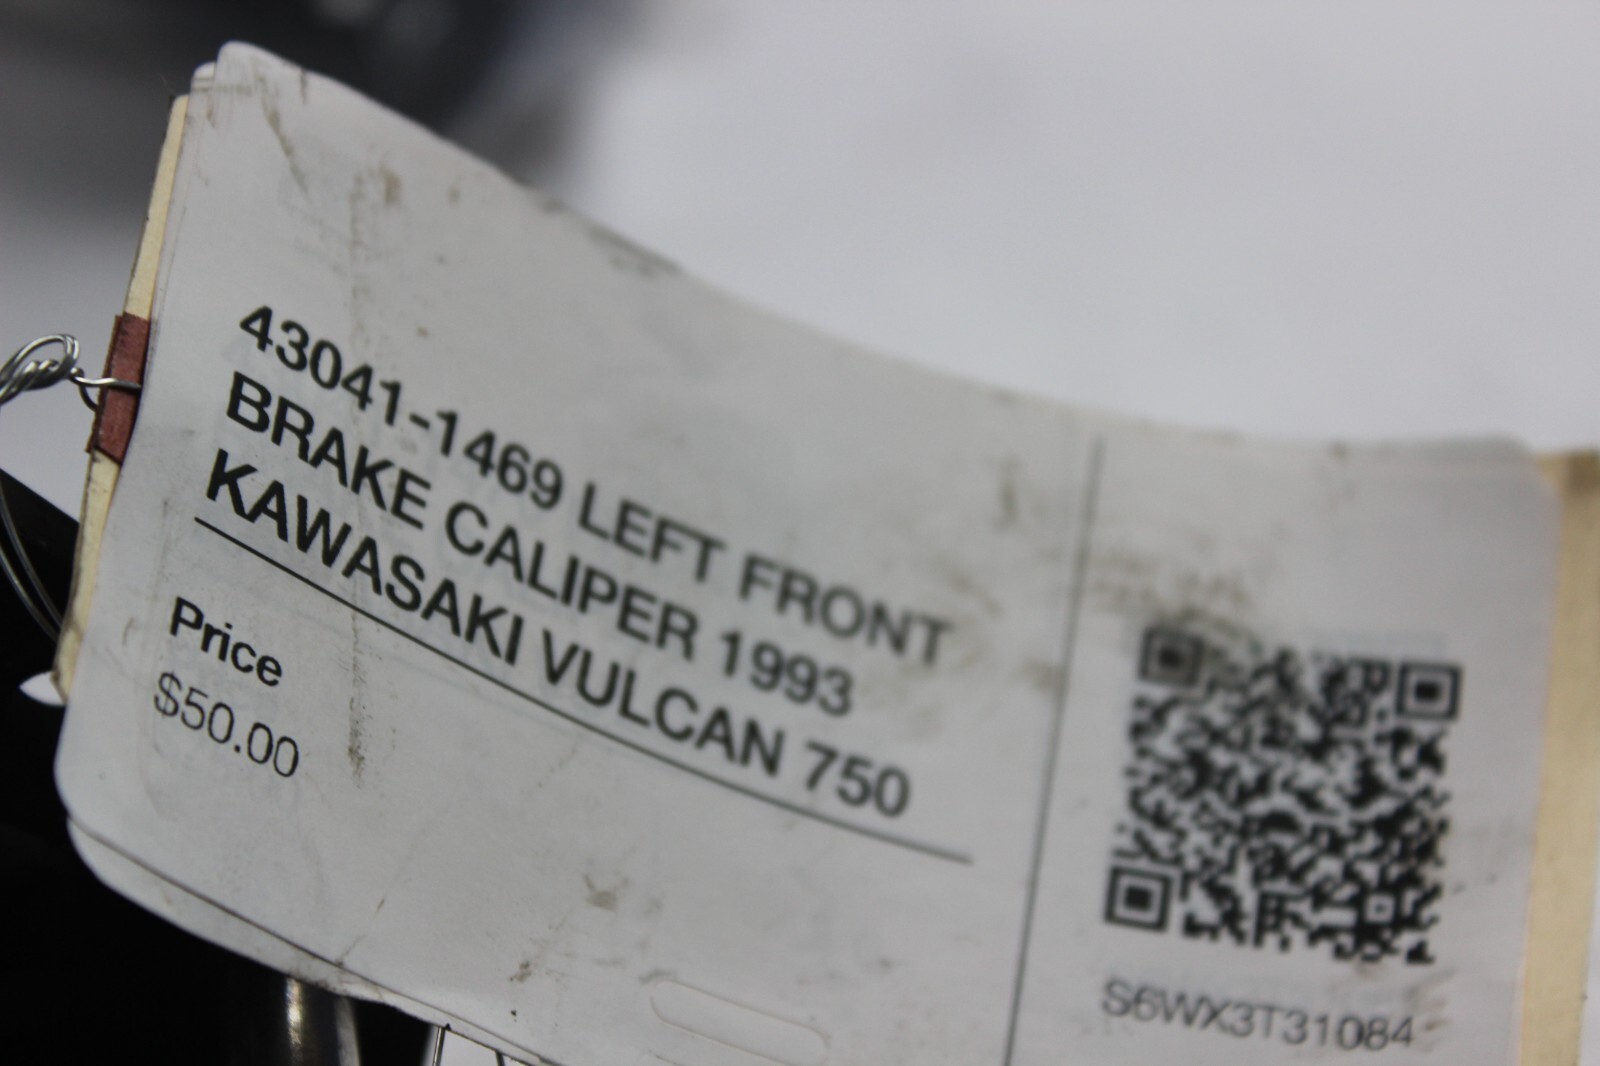 43041-1469 LEFT FRONT
BRAKE CALIPER 1993
KAWASAKI VULCAN 750
Price
$50.00
S6WX3T31084